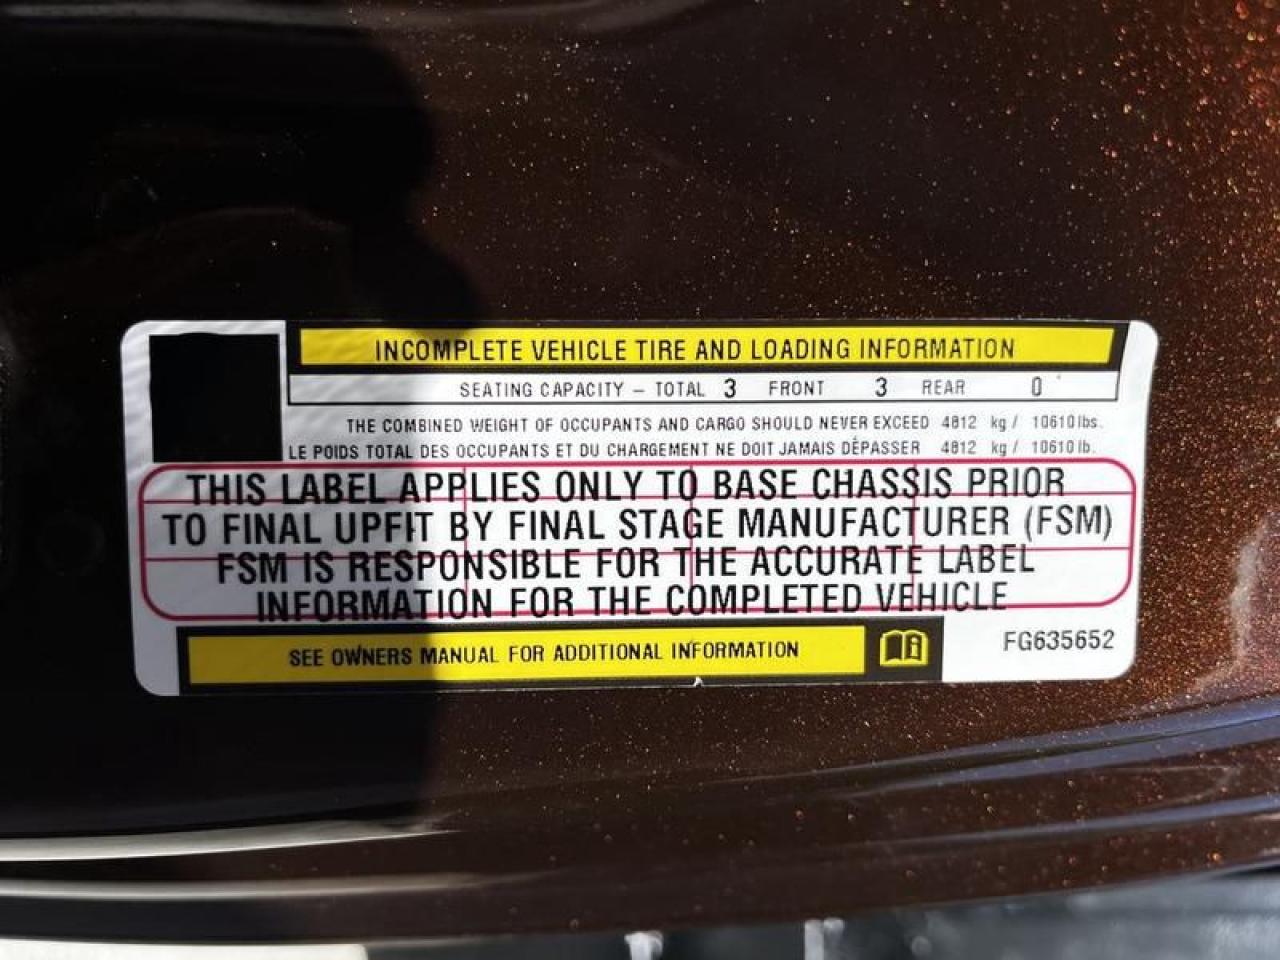 INCOMPLETE VEHICLE TIRE AND LOADING INFORMATION
SEATING CAPACITY – TOTAL 3 FRONT 3 REAR 0
THE COMBINED WEIGHT OF OCCUPANTS AND CARGO SHOULD NEVER EXCEED 4812 kg / 10610 lbs.
LE POIDS TOTAL DES OCCUPANTS ET DU CHARGEMENT NE DOIT JAMAIS DÉPASSER 4812 kg / 10610 lb.
THIS LABEL APPLIES ONLY TO BASE CHASSIS PRIOR
TO FINAL UPFIT BY FINAL STAGE MANUFACTURER (FSM)
FSM IS RESPONSIBLE FOR THE ACCURATE LABEL
INFORMATION FOR THE COMPLETED VEHICLE
SEE OWNERS MANUAL FOR ADDITIONAL INFORMATION
FG635652